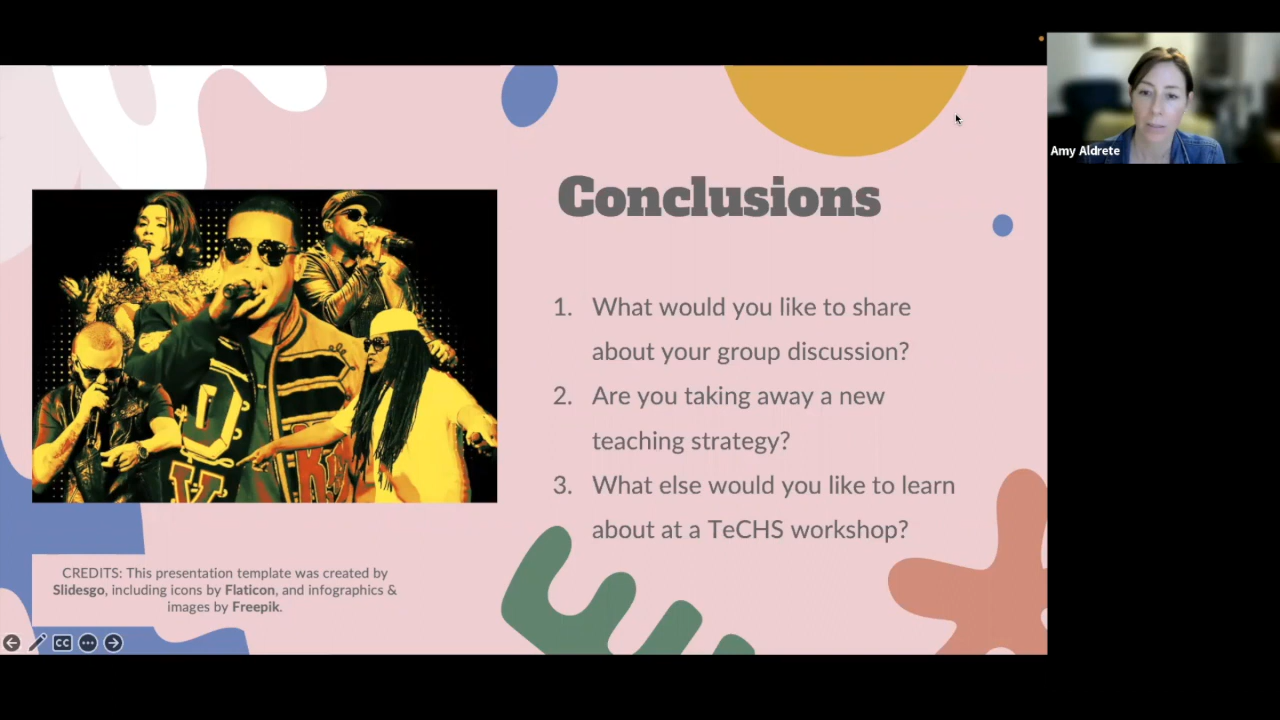 Amy Aldrete
Conclusions
1. What would you like to share
about your group discussion?
2. Are you taking away a new
teaching strategy?
3. What else would you like to learn
about at a TeCHS workshop?
CREDITS: This presentation template was created by
Slidesgo, including icons by Flaticon, and infographics &
images by Freepik.
CC